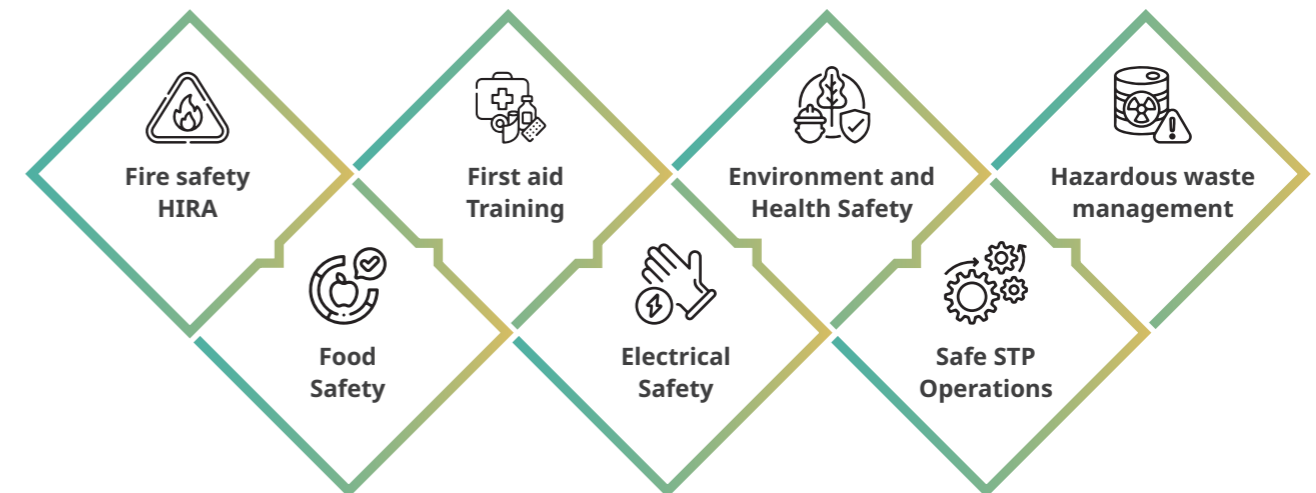 Fire safety
HIRA
First aid
Training
Environment and
Health Safety
Hazardous waste
management
Food
Safety
Electrical
Safety
Safe STP
Operations